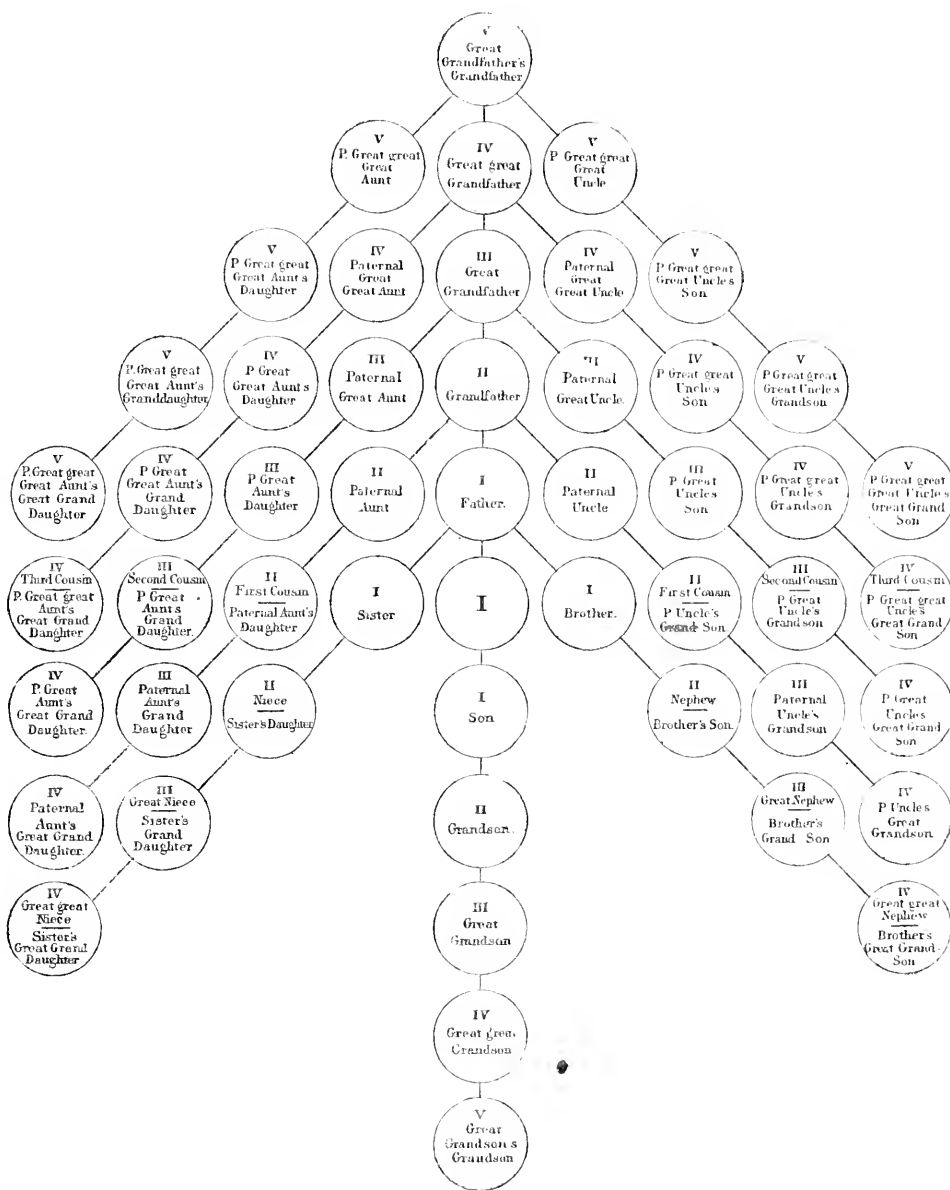 V
Great
Grandfather's
Grandfather
V
P. Great great
Great
Aunt
IV
Great great
Grandfather
V
P Great great
Great
Uncle
V
P Great great
Great Aunt's
Daughter
IV
Paternal
Great
Great Aunt
III
Great
Grandfather
IV
Paternal
Great
Great Uncle
V
P Great great
Great Uncle's
Son
V
P. Great great
Great Aunt's
Granddaughter
IV
P Great
Great Aunt's
Daughter
III
Paternal
Great Aunt
II
Grandfather
III
Paternal
Great Uncle.
IV
P Great great
Uncle's
Son
V
P Great great
Great Uncle's
Grandson
V
P. Great great
Great Aunt's
Great Grand
Daughter
IV
P Great
Great Aunt's
Grand
Daughter
III
P Great
Aunt's
Daughter
II
Paternal
Aunt
I
Father.
II
Paternal
Uncle
III
P Great
Uncles
Son
IV
P Great great
Uncle's
Grandson
V
P Great great
Great Uncle's
Great Grand
Son
IV
Third Cousin
P. Great great
Aunt's
Great Grand
Daughter
III
Second Cousin
P Great
Aunt's
Grand
Daughter.
II
First Cousin
Paternal Aunt's
Daughter
I
Sister
I
I
Brother.
II
First Cousin
P Uncle's
Grand Son
III
Second Cousin
P Great
Uncle's
Grandson
IV
Third Cousin
P Great great
Uncle's
Great Grand
Son
IV
P. Great
Aunt's
Great Grand
Daughter.
III
Paternal
Aunt's
Grand
Daughter
II
Niece
Sister's Daughter
I
Son
II
Nephew
Brother's Son
III
Paternal
Uncle's
Grandson
IV
P Great
Uncles
Great Grand
Son
IV
Paternal
Aunt's
Great Grand
Daughter.
III
Great Niece
Sister's
Grand
Daughter
II
Grandson.
III
Great Nephew
Brother's
Grand Son
IV
P Uncles
Great
Grandson
IV
Great great
Niece
Sister's
Great Grand
Daughter
III
Great
Grandson
IV
Great great
Nephew
Brother's
Great Grand
Son
IV
Great great
Grandson
V
Great
Grandson's
Grandson